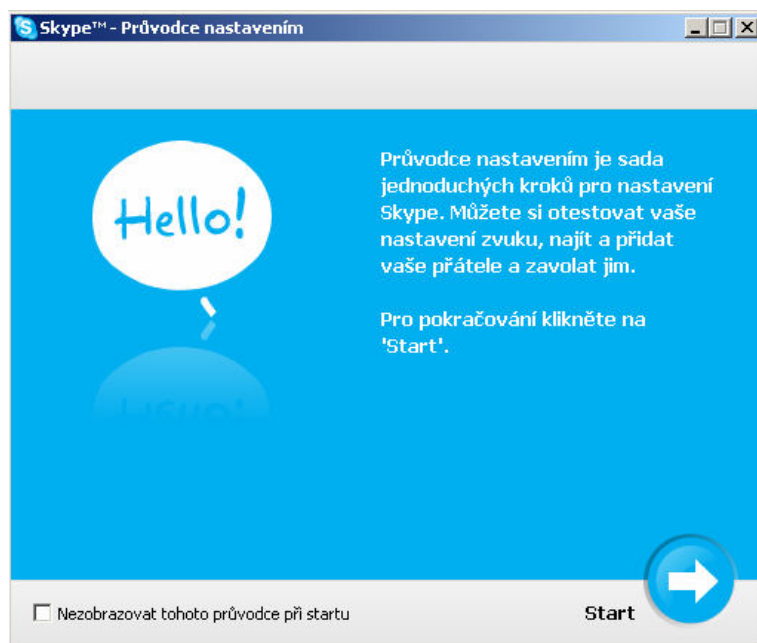 Skype™ - Průvodce nastavením
Hello!
Průvodce nastavením je sada
jednoduchých kroků pro nastavení
Skype. Můžete si otestovat vaše
nastavení zvuku, najít a přidat
vaše přátele a zavolat jim.
Pro pokračování klikněte na
'Start'.
Nezobrazovat tohoto průvodce při startu
Start